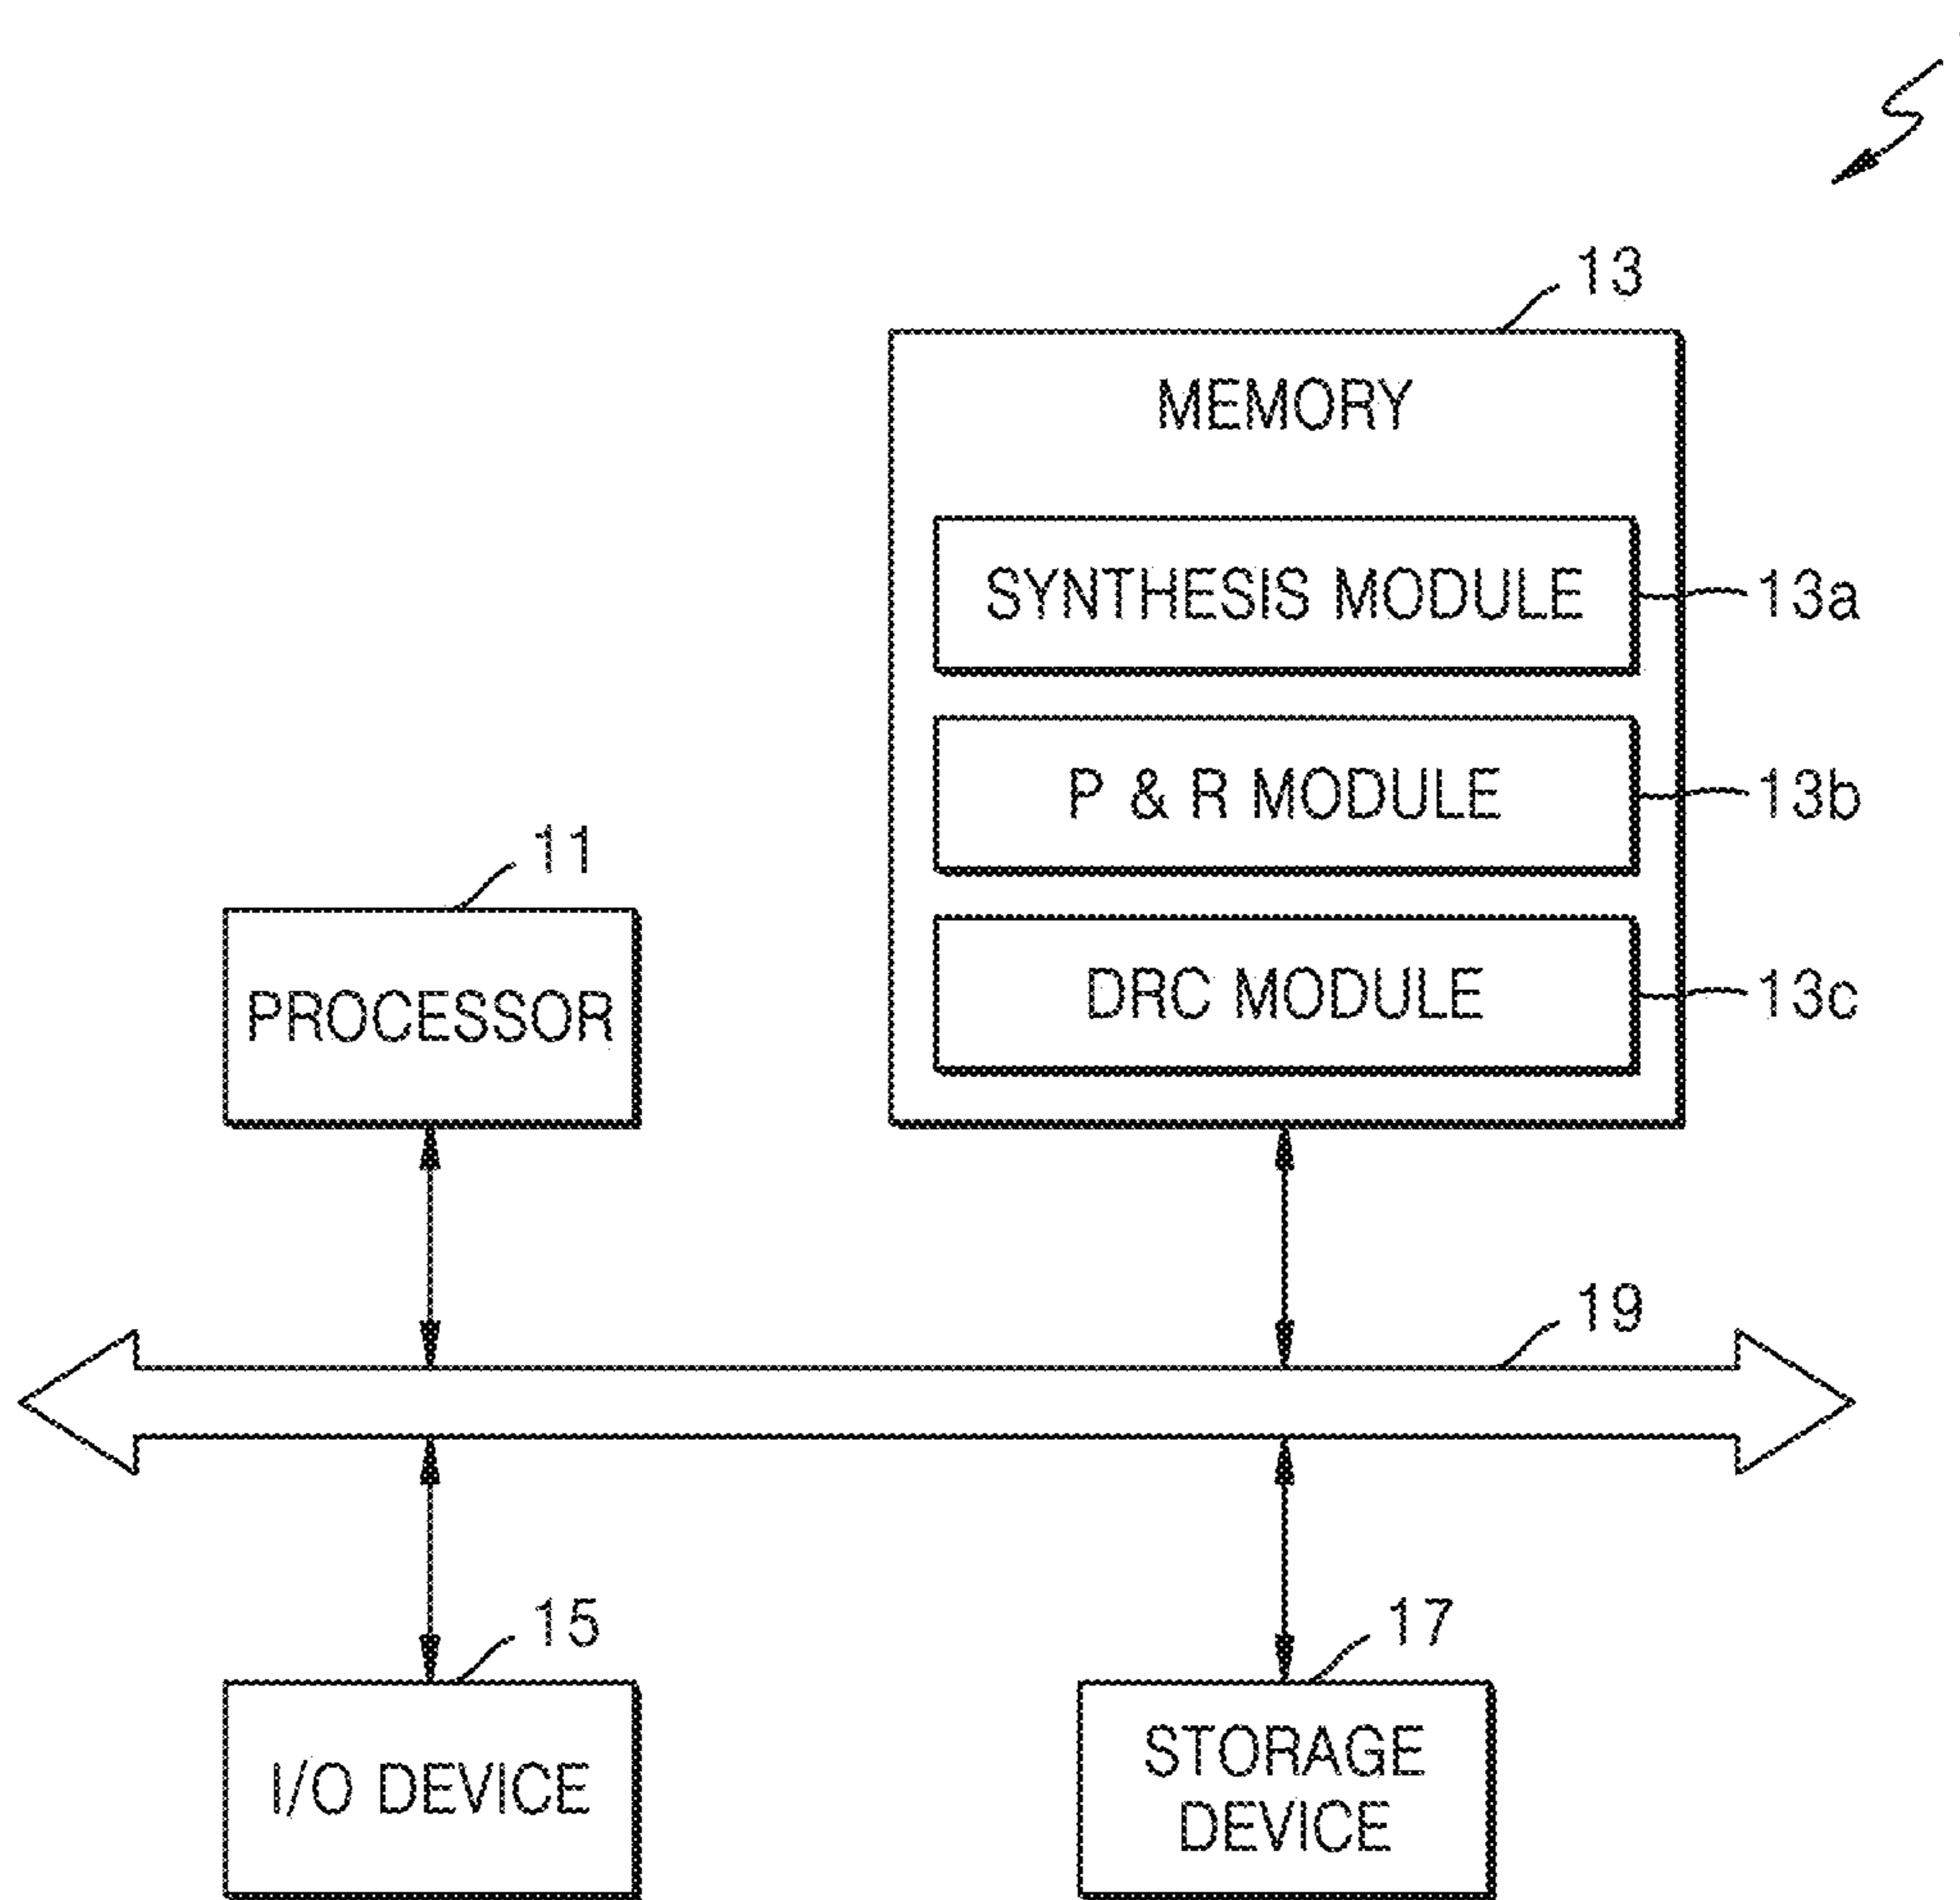 13
MEMORY
SYNTHESIS MODULE
13a
P & R MODULE
13b
11
DRC MODULE
13c
PROCESSOR
19
15
17
I/O DEVICE
STORAGE
DEVICE